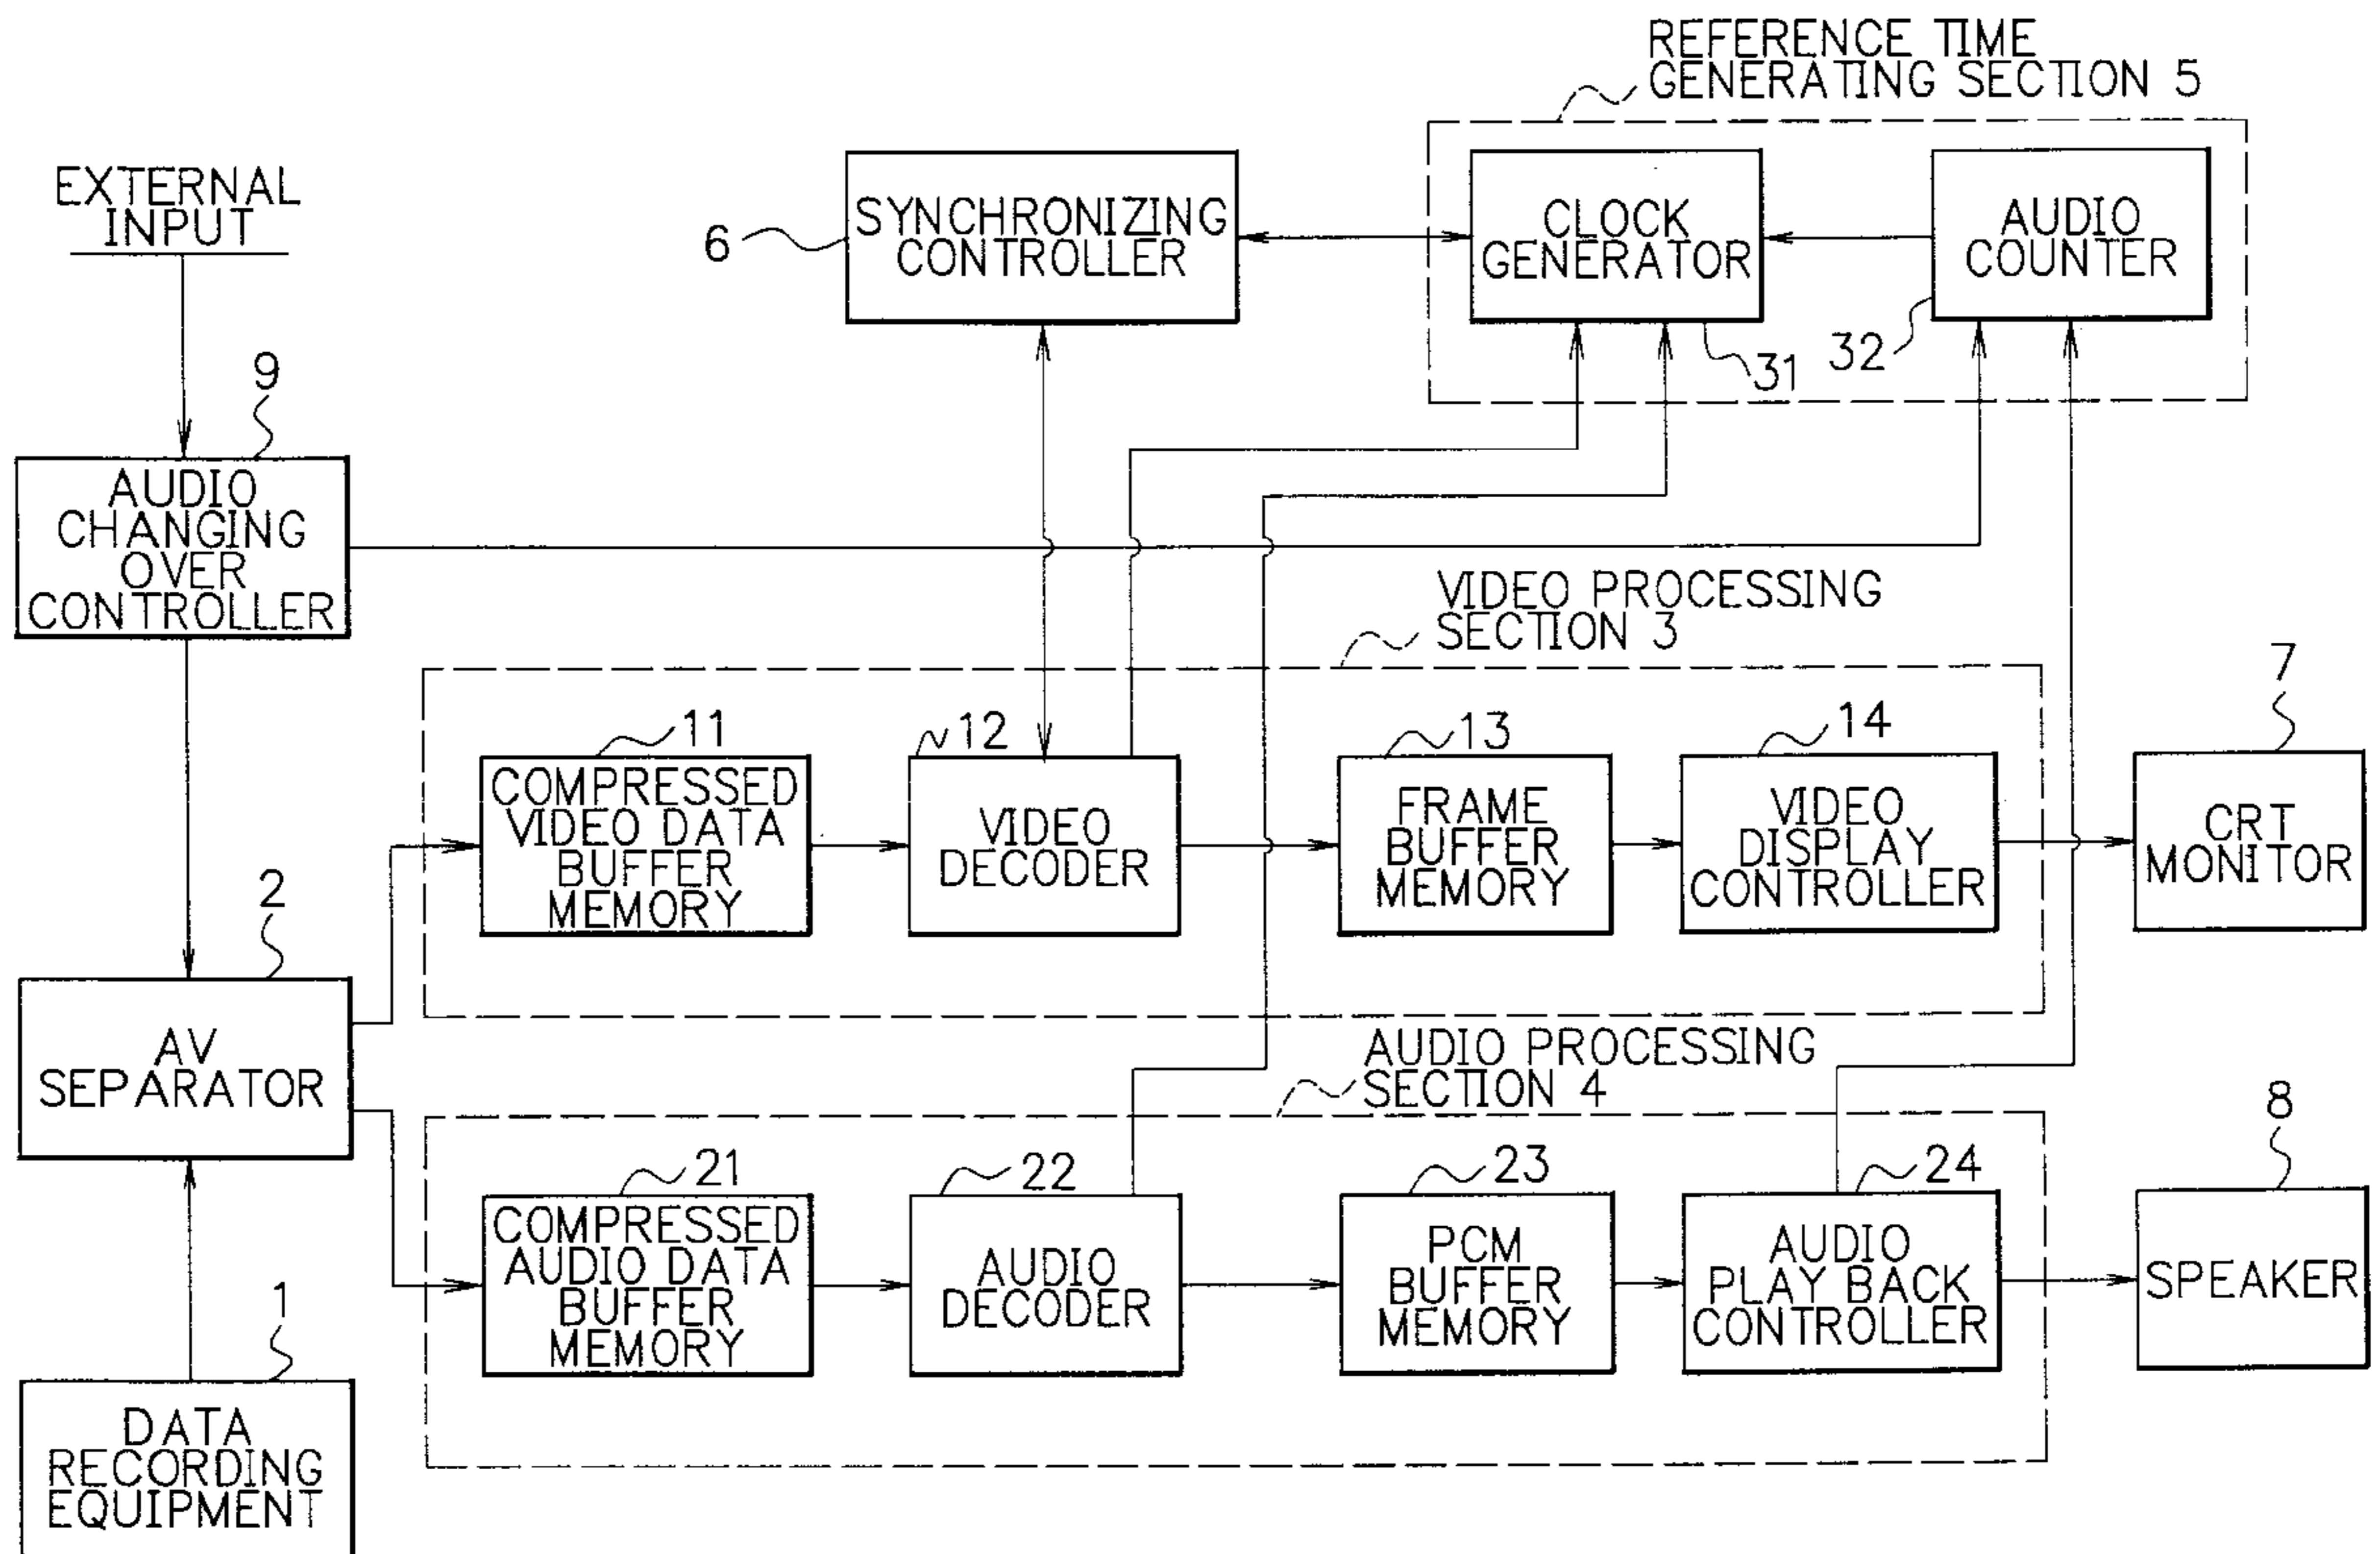 REFERENCE TIME
GENERATING SECTION 5
EXTERNAL
INPUT
6
SYNCHRONIZING
CONTROLLER
CLOCK
GENERATOR
31
AUDIO
COUNTER
32
9
AUDIO
CHANGING
OVER
CONTROLLER
VIDEO PROCESSING
SECTION 3
11
COMPRESSED
VIDEO DATA
BUFFER
MEMORY
12
VIDEO
DECODER
13
FRAME
BUFFER
MEMORY
14
VIDEO
DISPLAY
CONTROLLER
7
CRT
MONITOR
2
AV
SEPARATOR
AUDIO PROCESSING
SECTION 4
21
COMPRESSED
AUDIO DATA
BUFFER
MEMORY
22
AUDIO
DECODER
23
PCM
BUFFER
MEMORY
24
AUDIO
PLAY BACK
CONTROLLER
8
SPEAKER
1
DATA
RECORDING
EQUIPMENT